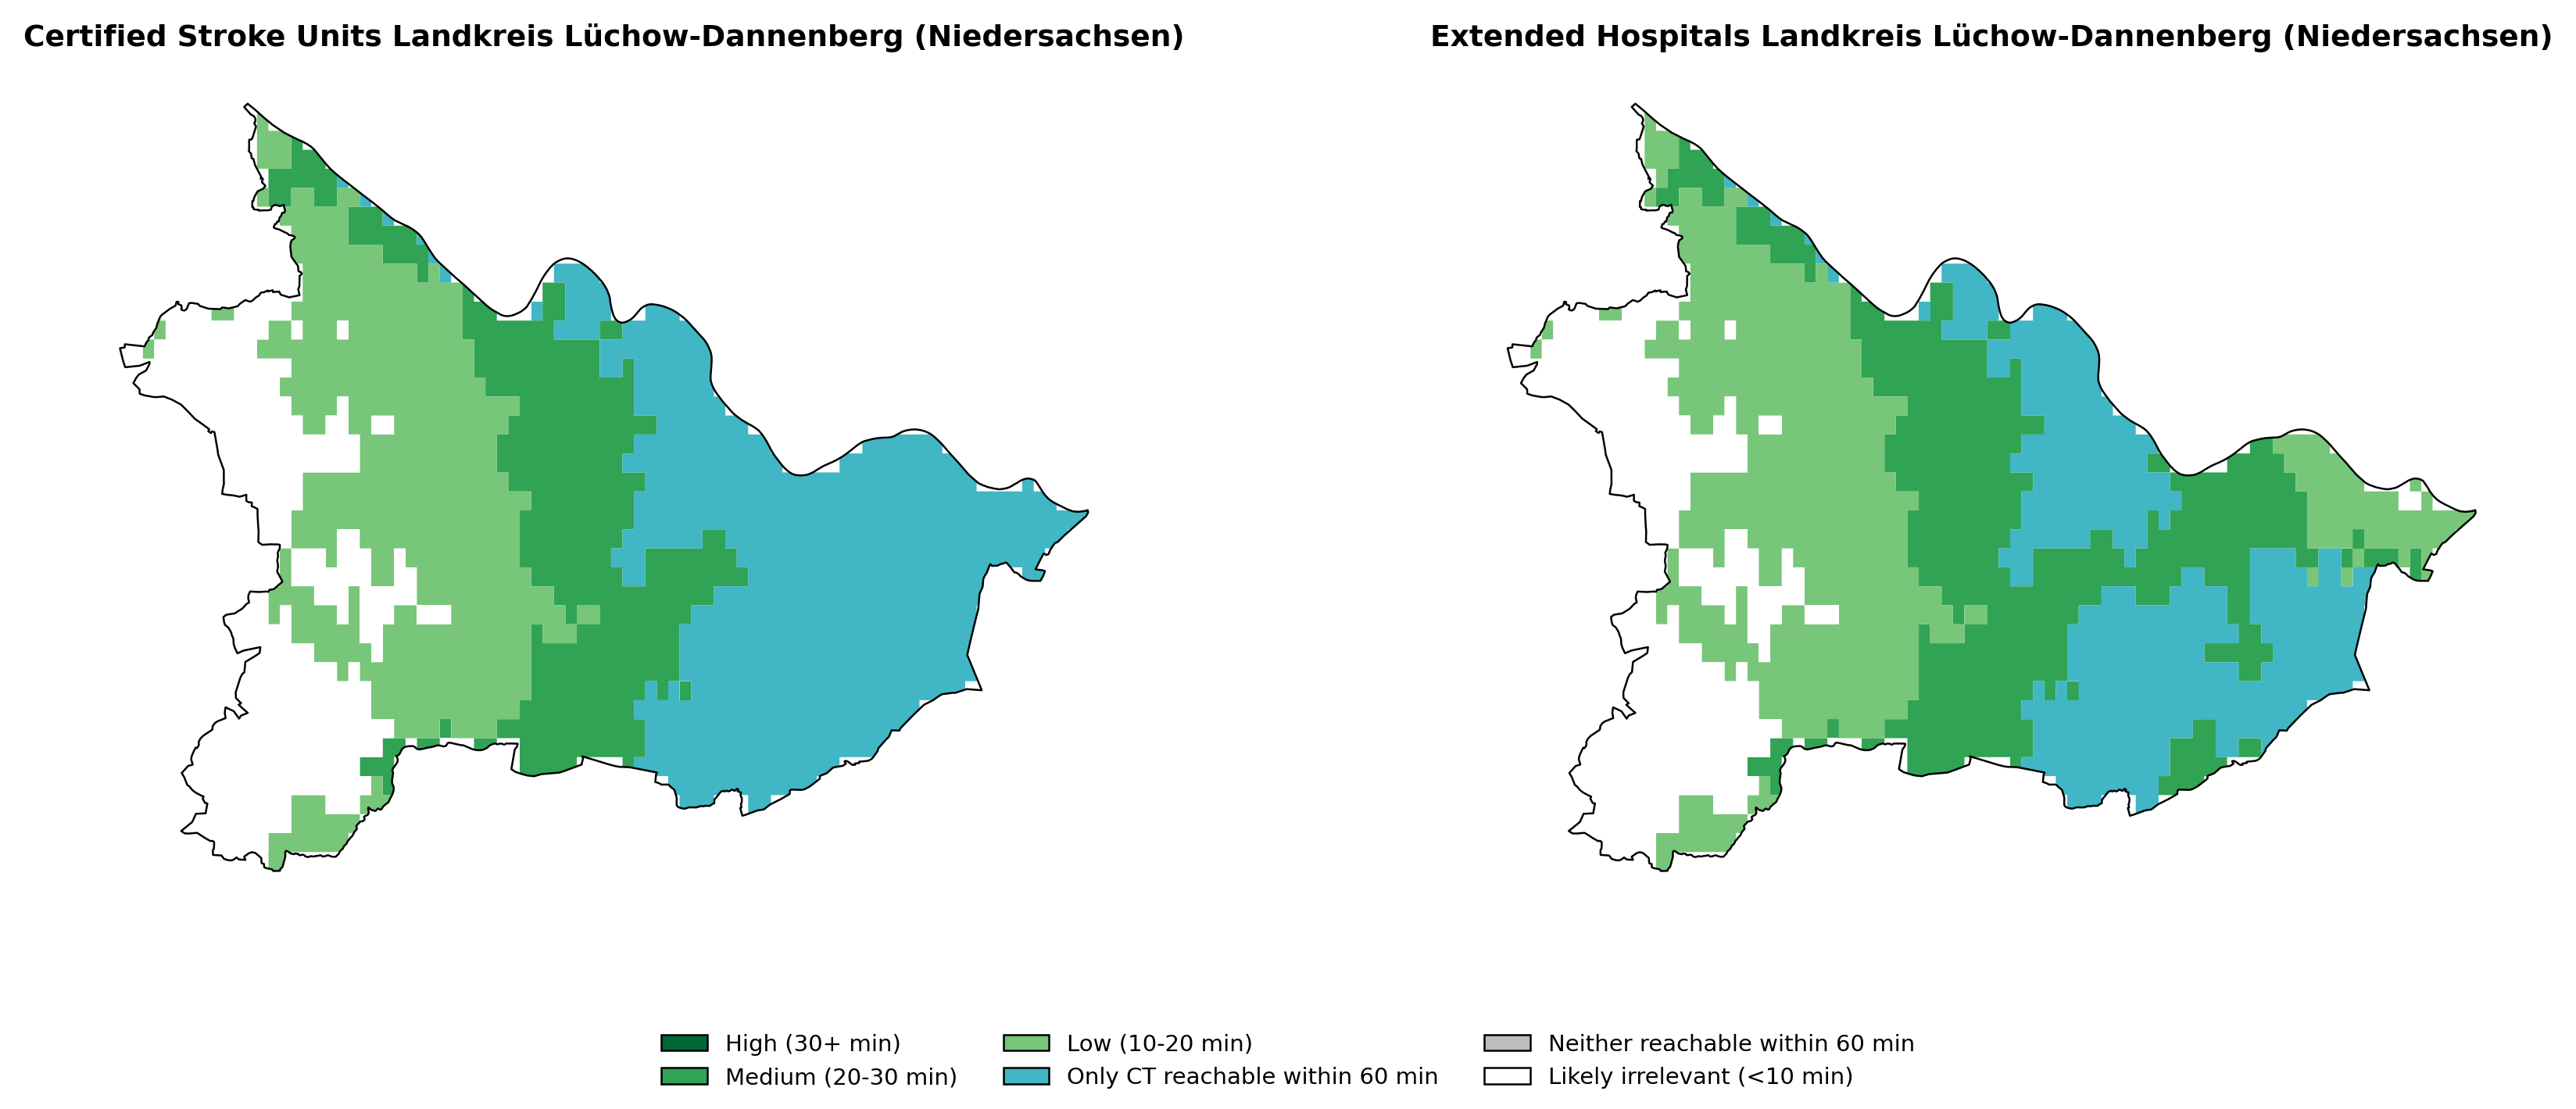 Certified Stroke Units Landkreis Lüchow-Dannenberg (Niedersachsen)
Extended Hospitals Landkreis Lüchow-Dannenberg (Niedersachsen)
High (30+ min)
Medium (20-30 min)
Low (10-20 min)
Only CT reachable within 60 min
Neither reachable within 60 min
Likely irrelevant (<10 min)